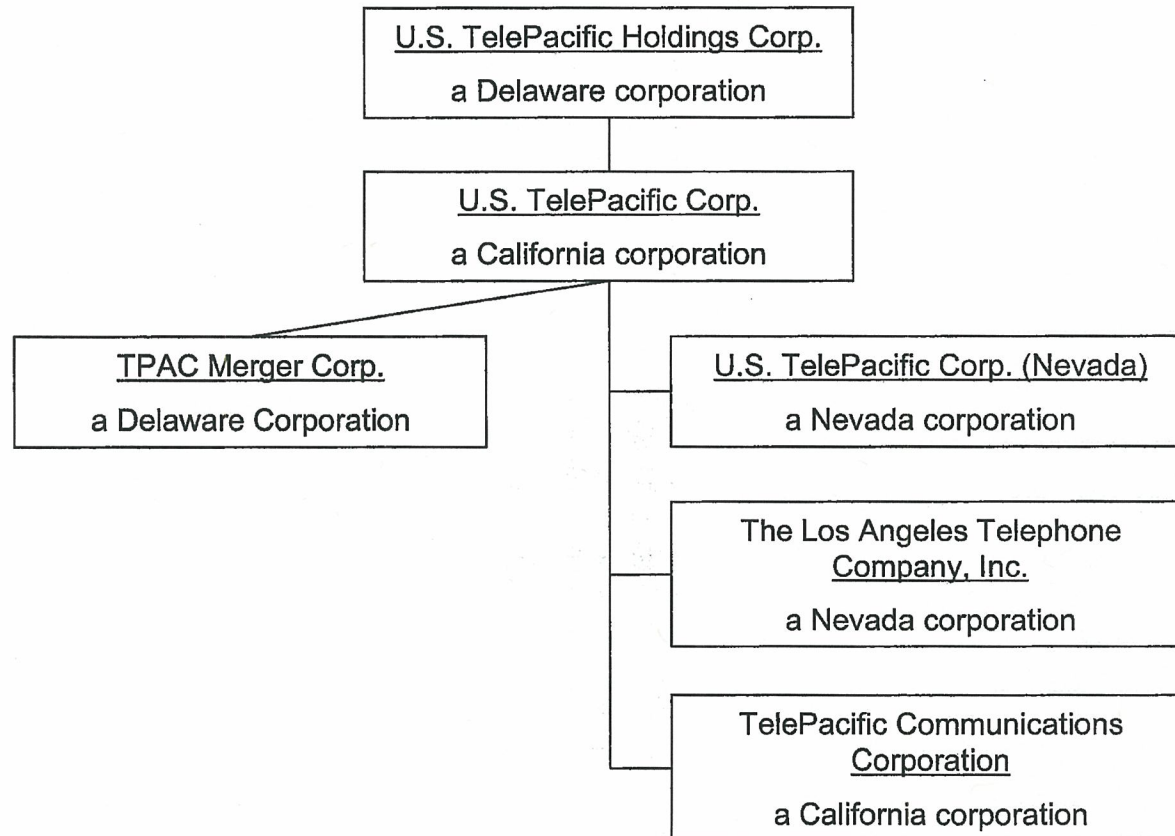 U.S. TelePacific Holdings Corp.
a Delaware corporation
U.S. TelePacific Corp.
a California corporation
TPAC Merger Corp.
a Delaware Corporation
U.S. TelePacific Corp. (Nevada)
a Nevada corporation
The Los Angeles Telephone
Company, Inc.
a Nevada corporation
TelePacific Communications
Corporation
a California corporation